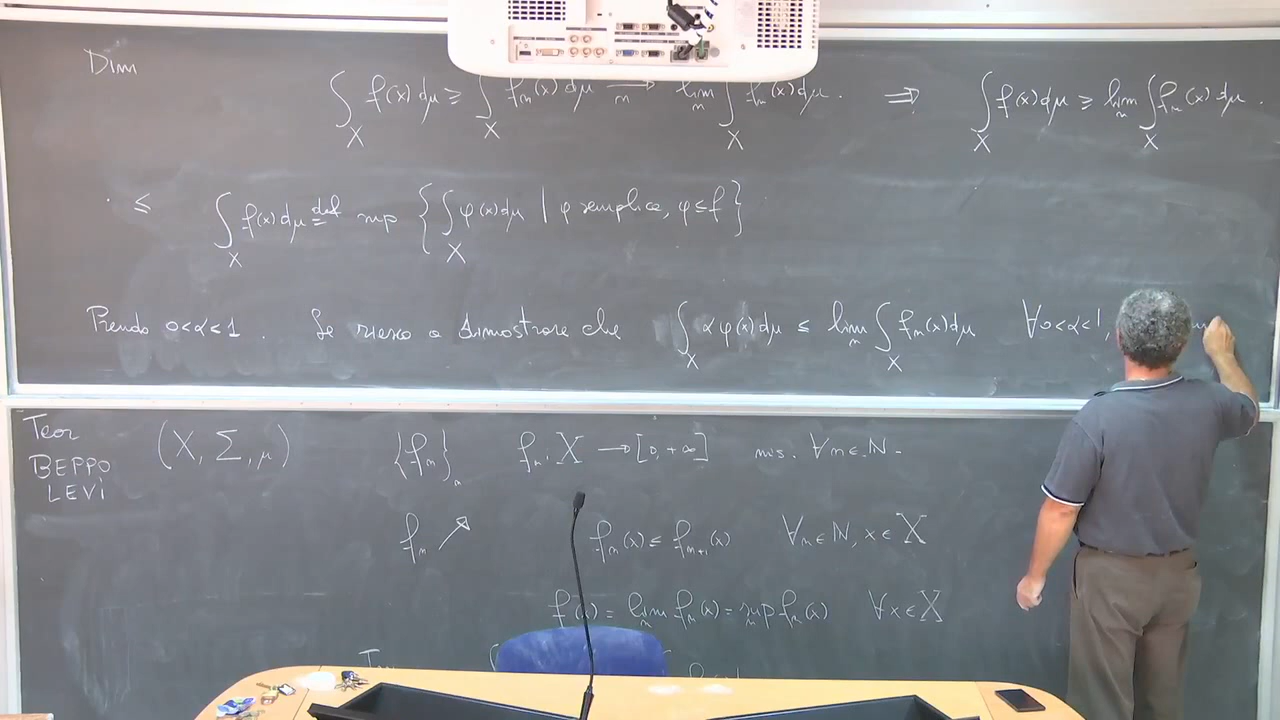 Dim
∫_X f(x)dμ ≥ ∫_X f_n(x)dμ →_n lim_n ∫_X f_n(x)dμ. ⇒ ∫_X f(x)dμ ≥ lim_n ∫_X f_n(x)dμ.
· ≤ ∫_X f(x)dμ =^def sup { ∫_X φ(x)dμ | φ semplice, φ ≤ f }
Prendo 0<α<1. Se riesco a dimostrare che ∫_X αφ(x)dμ ≤ lim_n ∫_X f_n(x)dμ ∀0<α<1,
Teor
BEPPO
LEVI
(X, Σ, μ) {f_n}_n f_n: X → [0,+∞] mis. ∀n∈N.
f_n ↗ f_n(x) ≤ f_{n+1}(x) ∀n∈N, x∈X
f(x) = lim_n f_n(x) = sup_n f_n(x) ∀x∈X